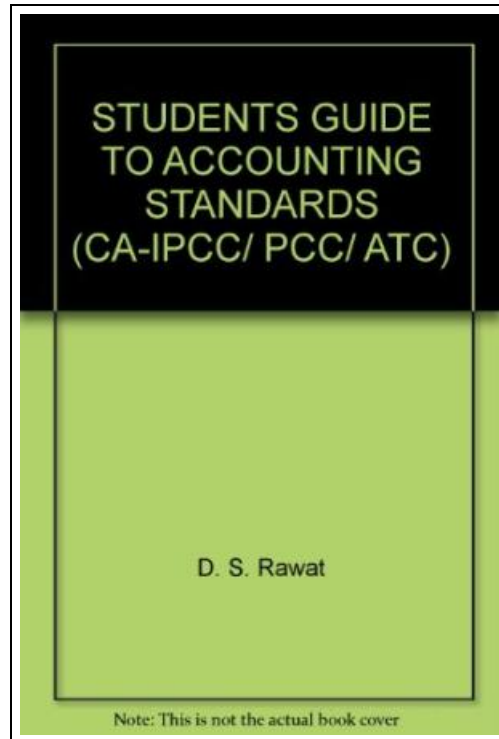 STUDENTS GUIDE
TO ACCOUNTING
STANDARDS
(CA-IPCC/ PCC/ ATC)
D. S. Rawat
Note: This is not the actual book cover